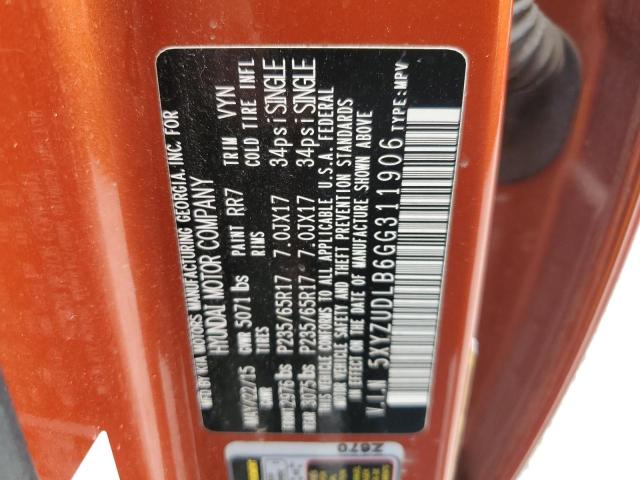 MFD BY KIA MOTORS MANUFACTURING GEORGIA, INC. FOR
HYUNDAI MOTOR COMPANY
MAY/22/15 GVWR 5071 lbs PAINT RR7 TRIM VYN
GAWR RIMS COLD TIRE INFL
FRONT 2976 lbs P235/65R17 7.0JX17 34psi SINGLE
REAR 3075 lbs P235/65R17 7.0JX17 34psi SINGLE
THIS VEHICLE CONFORMS TO ALL APPLICABLE U.S.A. FEDERAL
MOTOR VEHICLE SAFETY AND THEFT PREVENTION STANDARDS
IN EFFECT ON THE DATE OF MANUFACTURE SHOWN ABOVE
V.I.N 5XYZUDLB6GG311906 TYPE:MPV
Z670